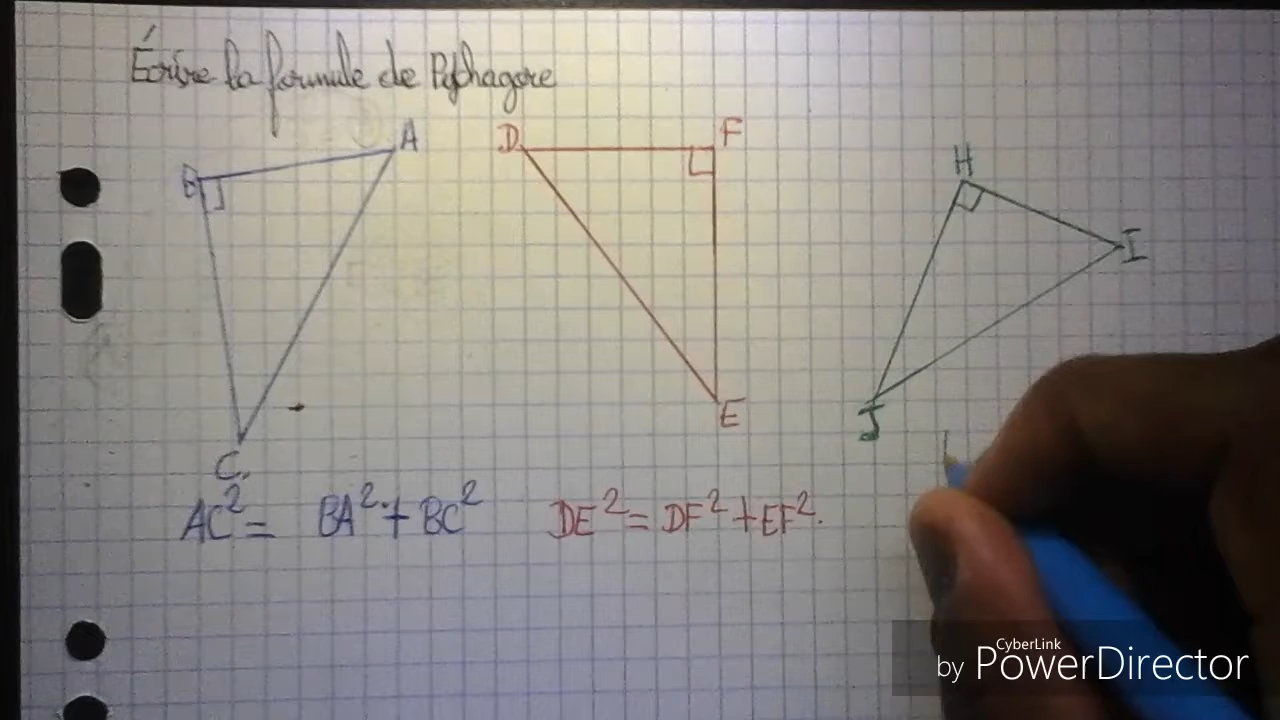 Écrire la formule de Pythagore
A
B
C
D
F
E
H
I
J
AC² = BA² + BC²
DE² = DF² + EF².
CyberLink
by PowerDirector